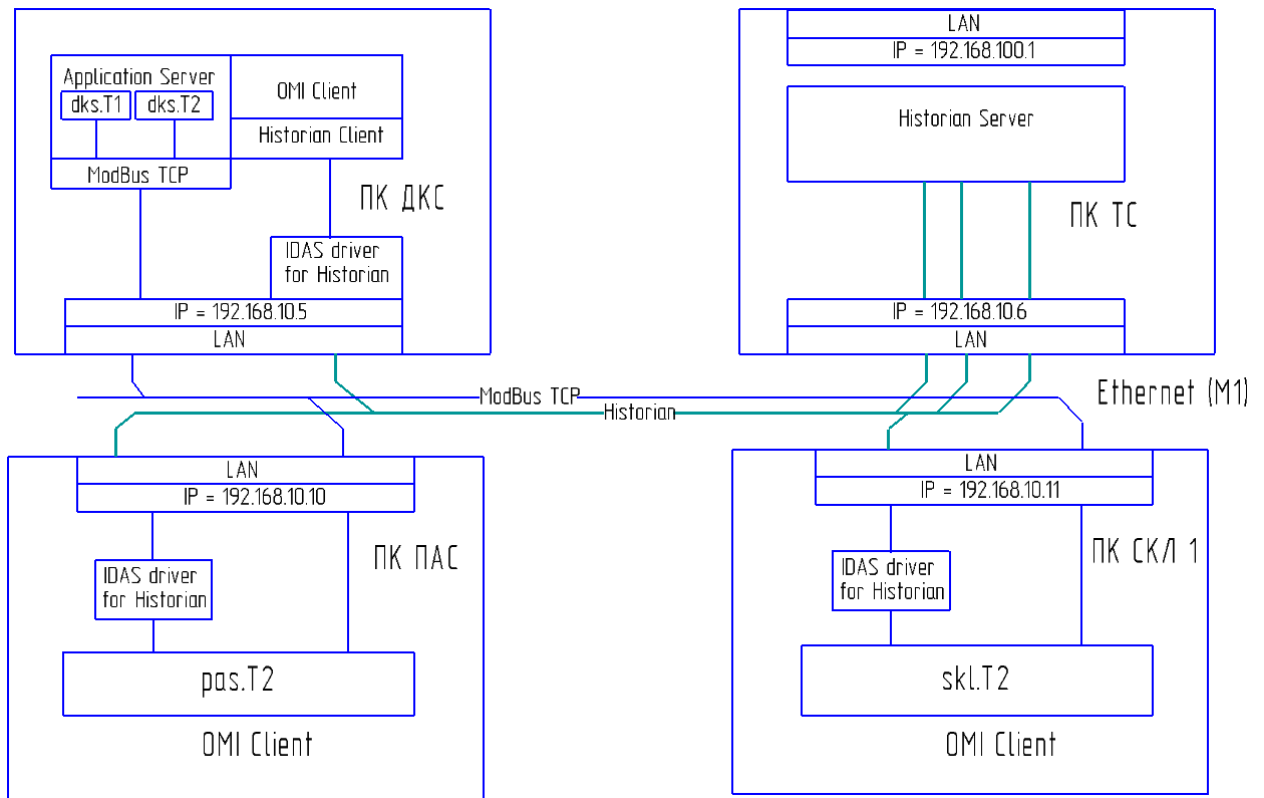 Application Server
dks.T1 dks.T2
ModBus TCP
OMI Client
Historian Client
ПК ДКС
IDAS driver
for Historian
IP = 192.168.10.5
LAN
LAN
IP = 192.168.100.1
Historian Server
ПК ТС
IP = 192.168.10.6
LAN
ModBus TCP
Historian
Ethernet (M1)
LAN
IP = 192.168.10.10
ПК ПАС
IDAS driver
for Historian
pas.T2
OMI Client
LAN
IP = 192.168.10.11
ПК СКЛ 1
IDAS driver
for Historian
skl.T2
OMI Client